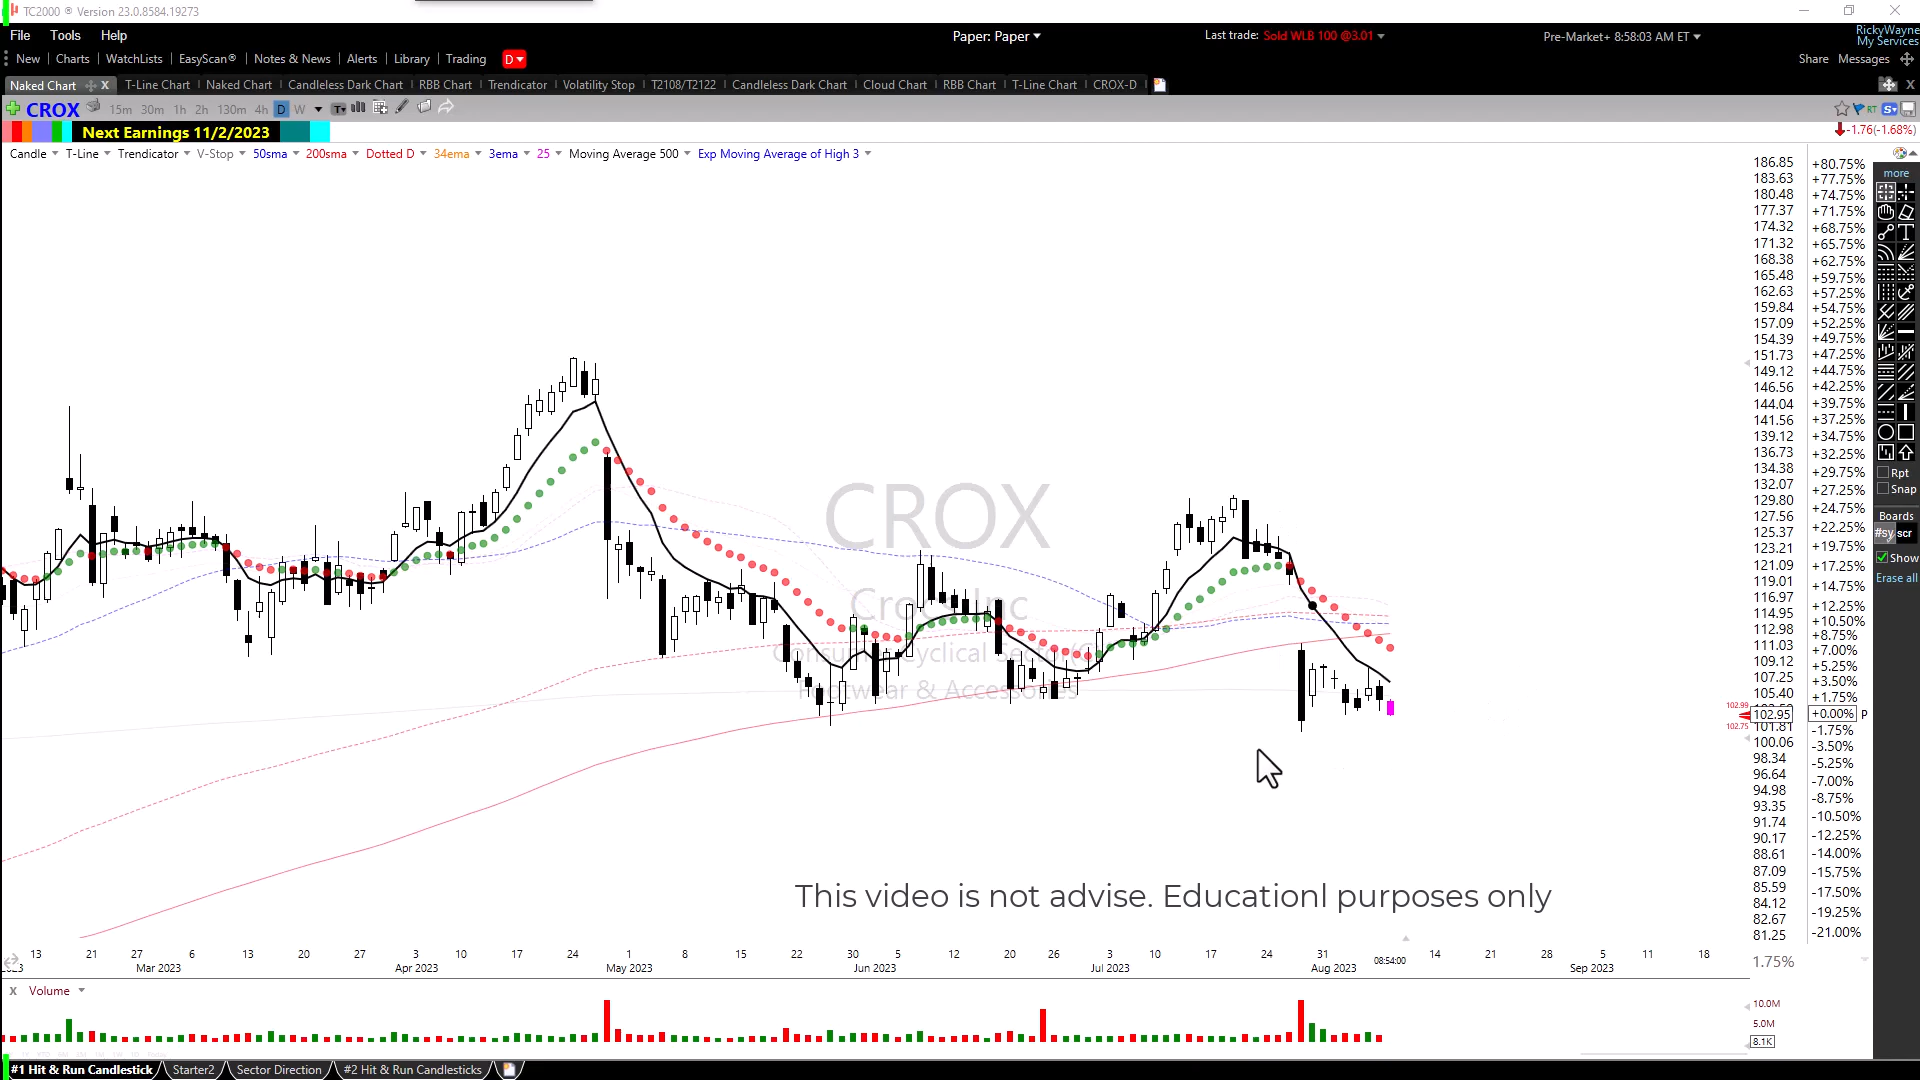 TC2000 ® Version 23.0.8584.19273
File Tools Help
Paper: Paper
Last trade: Sold WLB 100 @3.01
Pre-Market+ 8:58:03 AM ET
RickyWayne
My Services
New Charts WatchLists EasyScan® Notes & News Alerts Library Trading D
Share Messages
Naked Chart X T-Line Chart Naked Chart Candleless Dark Chart RBB Chart Trendicator Volatility Stop T2108/T2122 Candleless Dark Chart Cloud Chart RBB Chart T-Line Chart CROX-D
CROX 15m 30m 1h 2h 130m 4h D W
RT
Next Earnings 11/2/2023
-1.76(-1.68%)
Candle T-Line Trendicator V-Stop 50sma 200sma Dotted D 34ema 3ema 25 Moving Average 500 Exp Moving Average of High 3
186.85 +80.75%
183.63 +77.75%
180.48 +74.75%
177.37 +71.75%
174.32 +68.75%
171.32 +65.75%
168.38 +62.75%
165.48 +59.75%
162.63 +57.25%
159.84 +54.75%
157.09 +52.25%
154.39 +49.75%
151.73 +47.25%
149.12 +44.75%
146.56 +42.25%
144.04 +39.75%
141.56 +37.25%
139.12 +34.75%
136.73 +32.25%
134.38 +29.75%
132.07 +27.25%
129.80 +24.75%
127.56 +22.25%
125.37 +19.75%
123.21 +17.25%
121.09 +14.75%
119.01 +12.25%
116.97 +10.50%
114.95 +8.75%
112.98 +7.00%
111.03 +5.25%
109.12 +3.50%
107.25 +1.75%
105.40
102.99
102.95 +0.00% P
102.75
101.81 -1.75%
100.06 -3.50%
98.34 -5.25%
96.64 -7.00%
94.98 -8.75%
93.35 -10.50%
91.74 -12.25%
90.17 -14.00%
88.61 -15.75%
87.09 -17.50%
85.59 -19.25%
84.12 -21.00%
82.67
81.25
more
Rpt
Snap
Boards
#sy scr
Show
Erase all
CROX
Crocs Inc
Consumer Cyclical Sector
Footwear & Accessories
This video is not advise. Educationl purposes only
13 21 27 6 13 20 27 3 10 17 24 1 8 15 22 30 5 12 20 26 3 10 17 24 31 08:54:00 14 21 28 5 11 18
Mar 2023 Apr 2023 May 2023 Jun 2023 Jul 2023 Aug 2023 Sep 2023
1.75%
X Volume
10.0M
5.0M
8.1K
#1 Hit & Run Candlestick Starter2 Sector Direction #2 Hit & Run Candlesticks